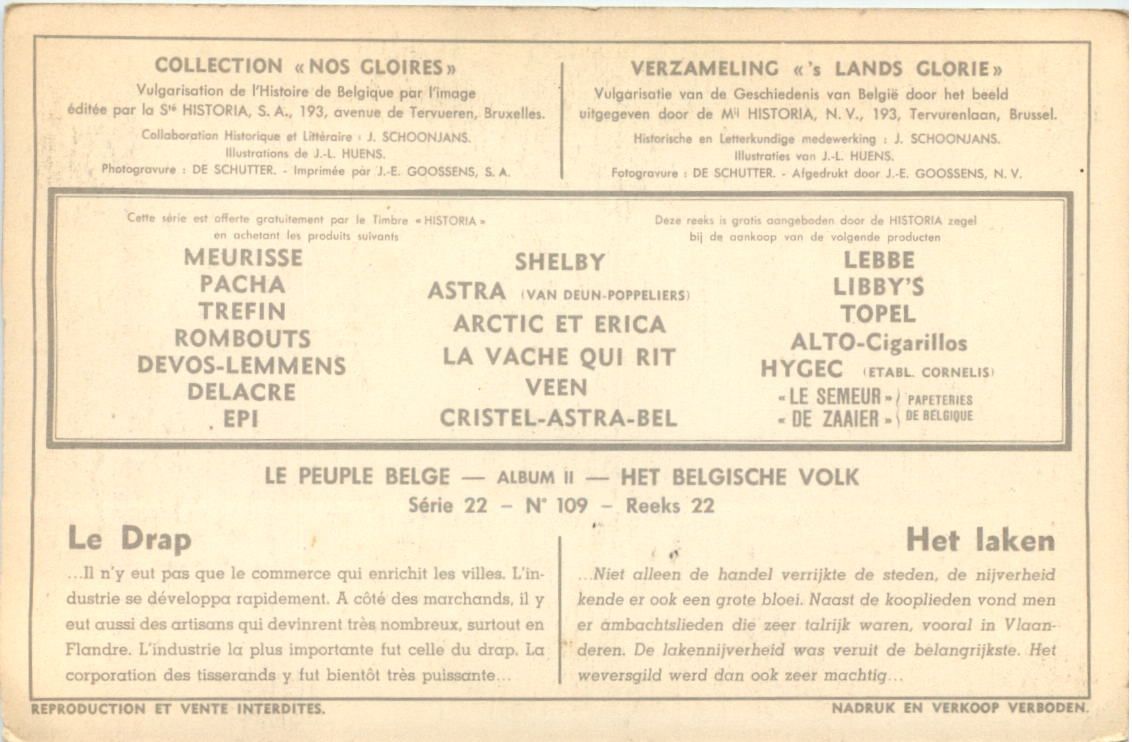 COLLECTION « NOS GLOIRES »
Vulgarisation de l'Histoire de Belgique par l'image
éditée par la Sté HISTORIA, S. A., 193, avenue de Tervueren, Bruxelles.
Collaboration Historique et Littéraire : J. SCHOONJANS.
Illustrations de J.-L. HUENS.
Photogravure : DE SCHUTTER. - Imprimée par J.-E. GOOSSENS, S. A.
VERZAMELING « 's LANDS GLORIE »
Vulgarisatie van de Geschiedenis van België door het beeld
uitgegeven door de Mij HISTORIA, N. V., 193, Tervurenlaan, Brussel.
Historische en Letterkundige medewerking : J. SCHOONJANS.
Illustraties van J.-L. HUENS.
Fotogravure : DE SCHUTTER. - Afgedrukt door J.-E. GOOSSENS, N. V.
Cette série est offerte gratuitement par le Timbre « HISTORIA »
en achetant les produits suivants
MEURISSE
PACHA
TREFIN
ROMBOUTS
DEVOS-LEMMENS
DELACRE
EPI
SHELBY
ASTRA (VAN DEUN-POPPELIERS)
ARCTIC ET ERICA
LA VACHE QUI RIT
VEEN
CRISTEL-ASTRA-BEL
Deze reeks is gratis aangeboden door de HISTORIA zegel
bij de aankoop van de volgende producten
LEBBE
LIBBY'S
TOPEL
ALTO-Cigarillos
HYGEC (ETABL. CORNELIS)
« LE SEMEUR » PAPETERIES
« DE ZAAIER » DE BELGIQUE
LE PEUPLE BELGE — ALBUM II — HET BELGISCHE VOLK
Série 22 – N° 109 – Reeks 22
Le Drap
...Il n'y eut pas que le commerce qui enrichit les villes. L'in-
dustrie se développa rapidement. A côté des marchands, il y
eut aussi des artisans qui devinrent très nombreux, surtout en
Flandre. L'industrie la plus importante fut celle du drap. La
corporation des tisserands y fut bientôt très puissante...
Het laken
...Niet alleen de handel verrijkte de steden, de nijverheid
kende er ook een grote bloei. Naast de kooplieden vond men
er ambachtslieden die zeer talrijk waren, vooral in Vlaan-
deren. De lakennijverheid was veruit de belangrijkste. Het
weversgild werd dan ook zeer machtig...
REPRODUCTION ET VENTE INTERDITES.
NADRUK EN VERKOOP VERBODEN.